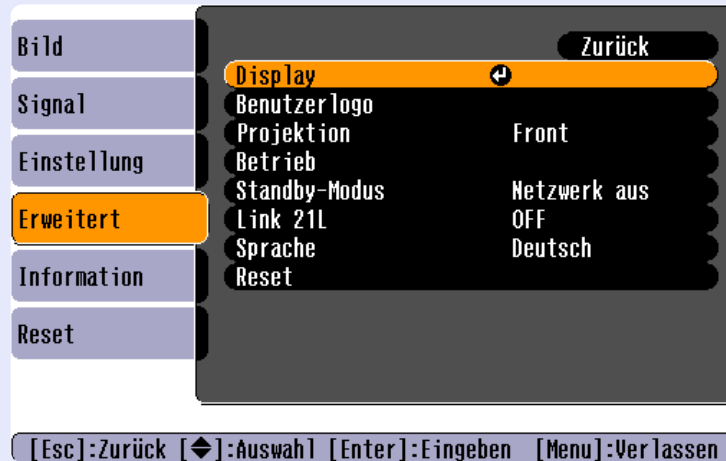 Bild
Signal
Einstellung
Erweitert
Information
Reset
Zurück
Display
Benutzerlogo
Projektion Front
Betrieb
Standby-Modus Netzwerk aus
Link 21L OFF
Sprache Deutsch
Reset
[Esc]:Zurück [◆]:Auswahl [Enter]:Eingeben [Menu]:Verlassen